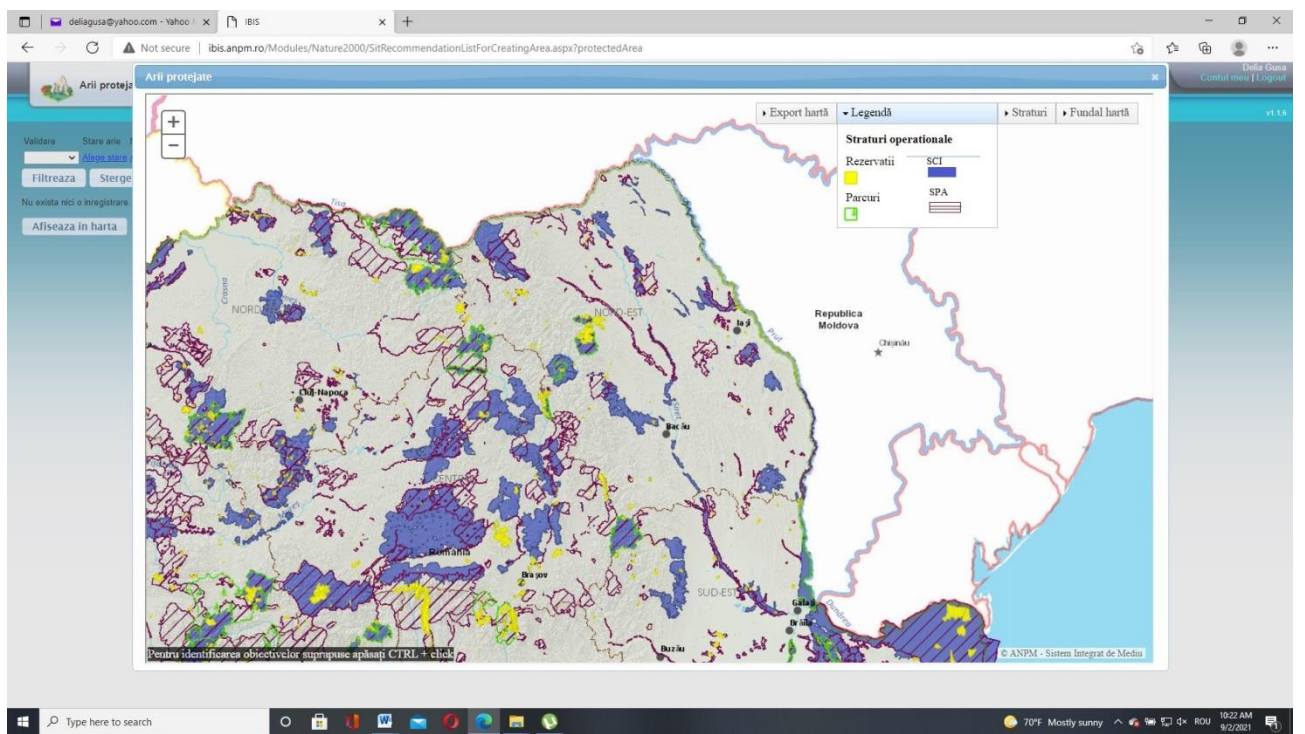 deliagusa@yahoo.com - Yahoo
IBIS
Not secure | ibis.anpm.ro/Modules/Nature2000/SitRecommendationListForCreatingArea.aspx?protectedArea
Arii proteja
Arii protejate
Delia Gusa
Contul meu | Logout
v1.1.6
Validare Stare arie
Alege stare
Filtreaza Sterge
Nu exista nici o inregistrare
Afiseaza in harta
+
−
Export hartă Legendă Straturi Fundal hartă
Straturi operationale
Rezervatii SCI
Parcuri SPA
Tisa
Crasna
NORD
NORD-EST
Iași
Prut
Republica
Moldova
Chișinău
Cluj-Napoca
Siret
Bacău
România
Brașov
SUD-EST
Galați
Dunărea
Brăila
Buzău
Pentru identificarea obiectivelor suprapuse apăsați CTRL + click
© ANPM - Sistem Integrat de Mediu
Type here to search
70°F Mostly sunny
ROU
10:22 AM
9/2/2021